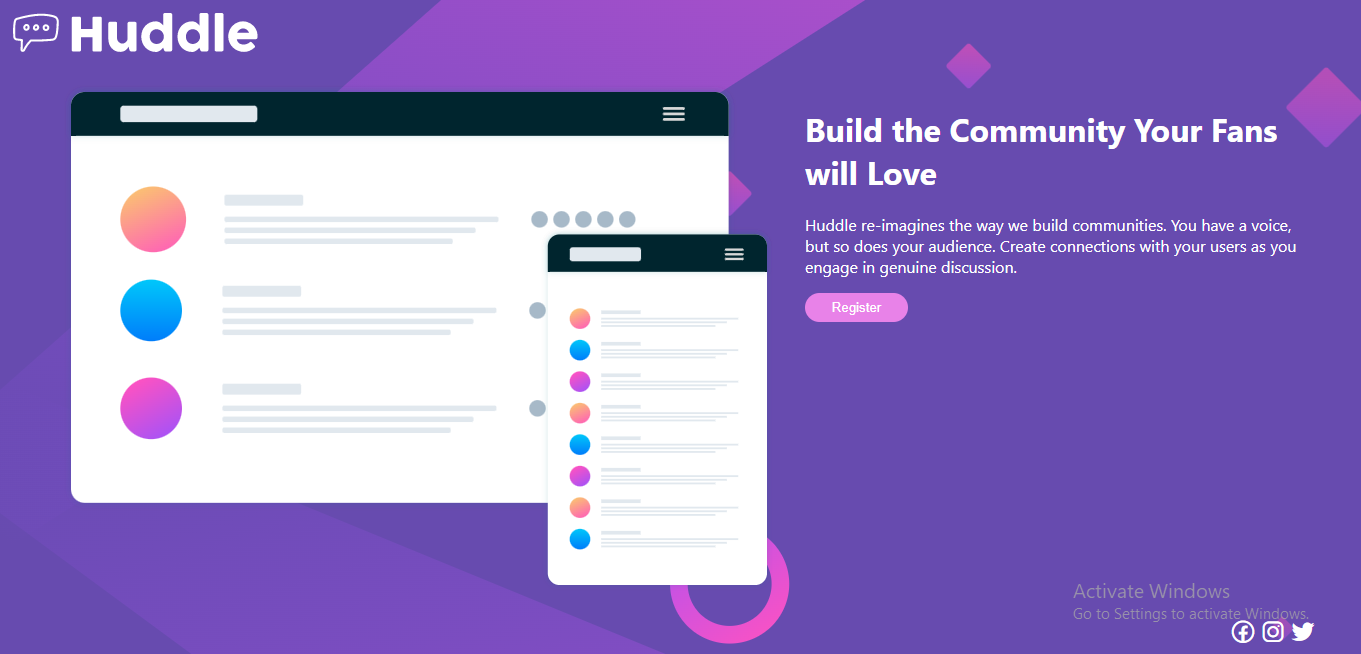 Huddle
Build the Community Your Fans
will Love
Huddle re-imagines the way we build communities. You have a voice,
but so does your audience. Create connections with your users as you
engage in genuine discussion.
Register
Activate Windows
Go to Settings to activate Windows.